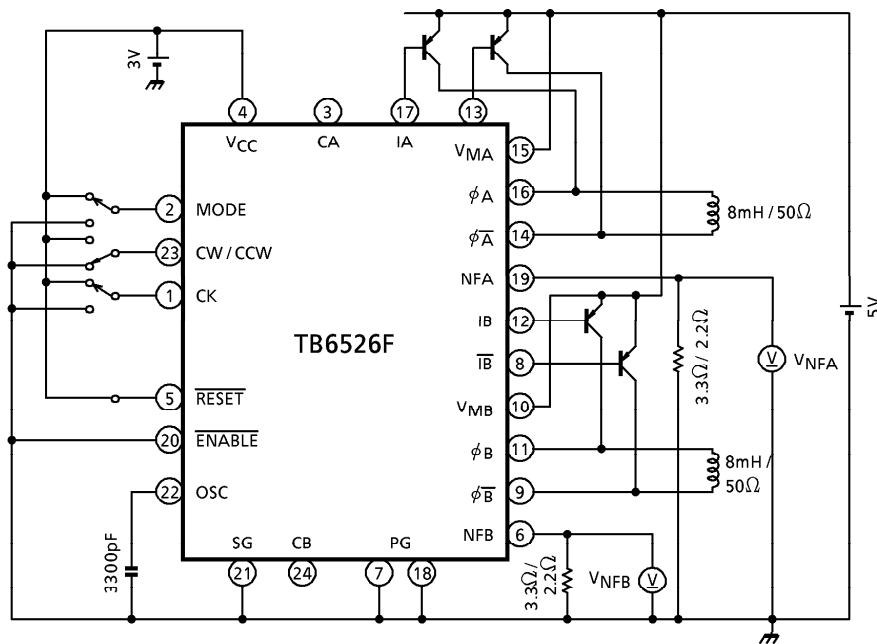 3V
4
3
17
13
VCC
CA
IA
VMA
15
2
MODE
ϕA
16
8mH / 50Ω
23
CW / CCW
ϕA̅
14
1
CK
NFA
19
IB
12
TB6526F
I̅B̅
8
3.3Ω / 2.2Ω
V
VNFA
5V
5
R̅E̅S̅E̅T̅
VMB
10
20
E̅N̅A̅B̅L̅E̅
ϕB
11
8mH / 50Ω
22
OSC
ϕB̅
9
3300pF
SG
CB
PG
NFB
6
21
24
7
18
3.3Ω / 2.2Ω
VNFB
V